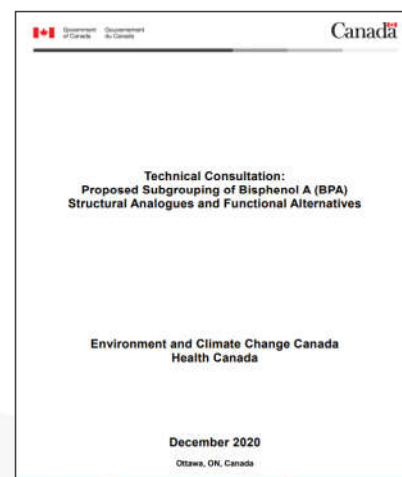 Government Gouvernement
of Canada du Canada
Canada
Technical Consultation:
Proposed Subgrouping of Bisphenol A (BPA)
Structural Analogues and Functional Alternatives
Environment and Climate Change Canada
Health Canada
December 2020
Ottawa, ON, Canada